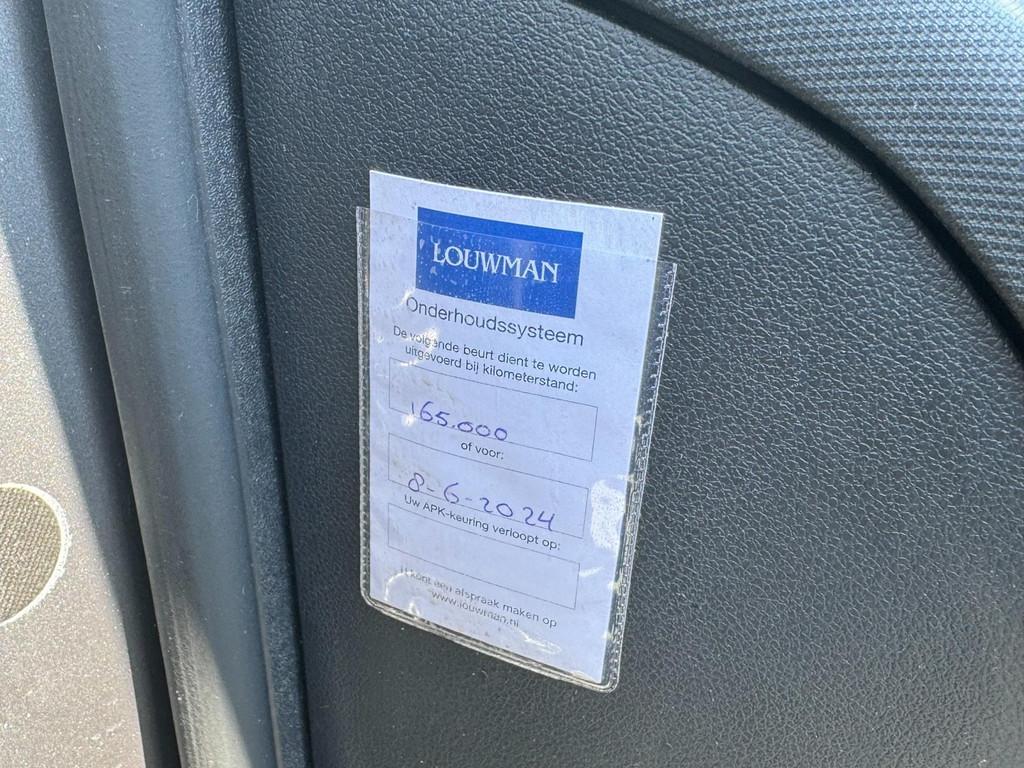 LOUWMAN
Onderhoudssysteem
De volgende beurt dient te worden
uitgevoerd bij kilometerstand:
165.000
of voor:
8-6-2024
Uw APK-keuring verloopt op:
U kunt een afspraak maken op
www.louwman.nl